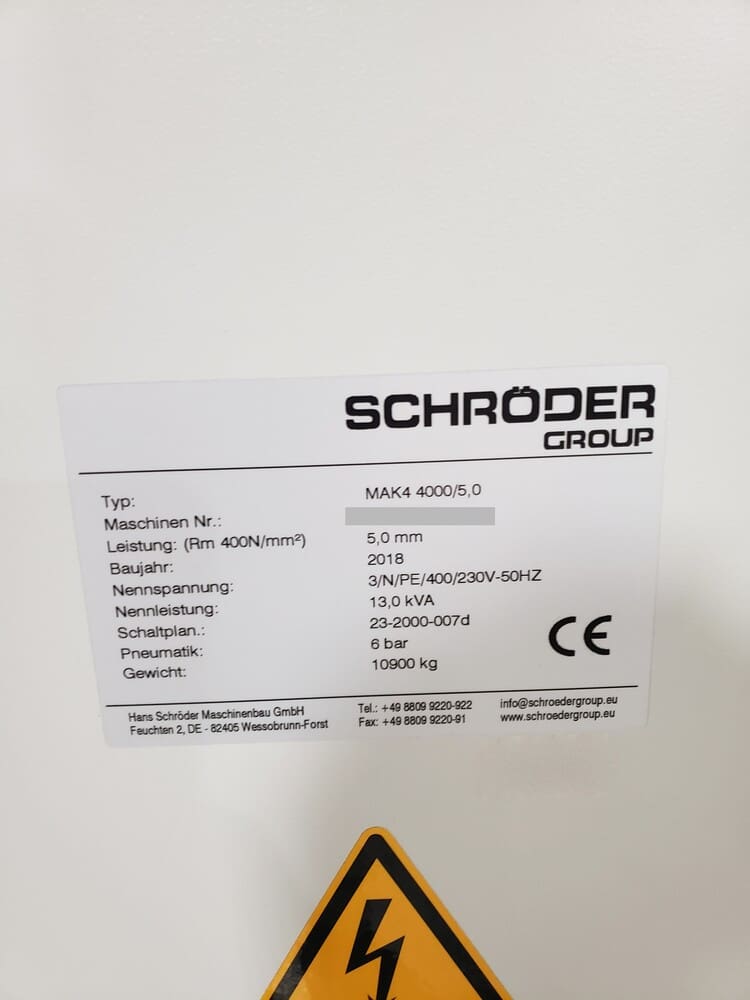 SCHRÖDER
GROUP
Typ: MAK4 4000/5,0
Maschinen Nr.:
Leistung: (Rm 400N/mm²) 5,0 mm
Baujahr: 2018
Nennspannung: 3/N/PE/400/230V-50HZ
Nennleistung: 13,0 kVA
Schaltplan.: 23-2000-007d
Pneumatik: 6 bar
Gewicht: 10900 kg
CE
Hans Schröder Maschinenbau GmbH
Feuchten 2, DE - 82405 Wessobrunn-Forst
Tel.: +49 8809 9220-922
Fax: +49 8809 9220-91
info@schroedergroup.eu
www.schroedergroup.eu